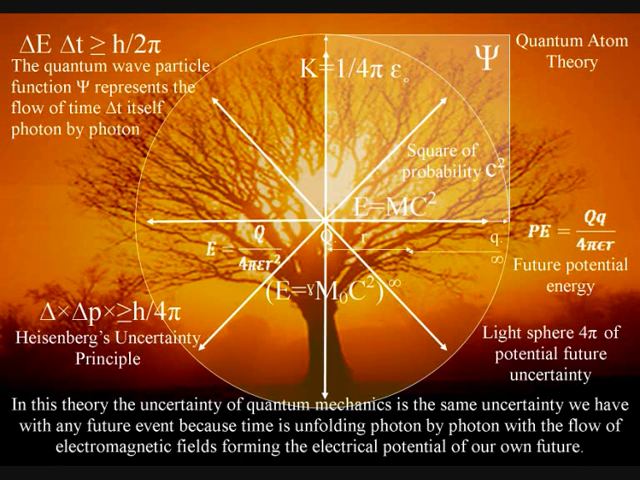 ΔE Δt ≥ h/2π
The quantum wave particle
function Ψ represents the
flow of time Δt itself
photon by photon
K=1/4π ε。
Ψ
Quantum Atom
Theory
Square of
probability c²
E=MC²
E = Q/4πεr²
Q
r
q.
∞
PE = Qq/4πεr
Future potential
energy
(E=ᵞM₀C²)∞
Δ×Δp×≥h/4π
Heisenberg's Uncertainty
Principle
Light sphere 4π of
potential future
uncertainty
In this theory the uncertainty of quantum mechanics is the same uncertainty we have
with any future event because time is unfolding photon by photon with the flow of
electromagnetic fields forming the electrical potential of our own future.